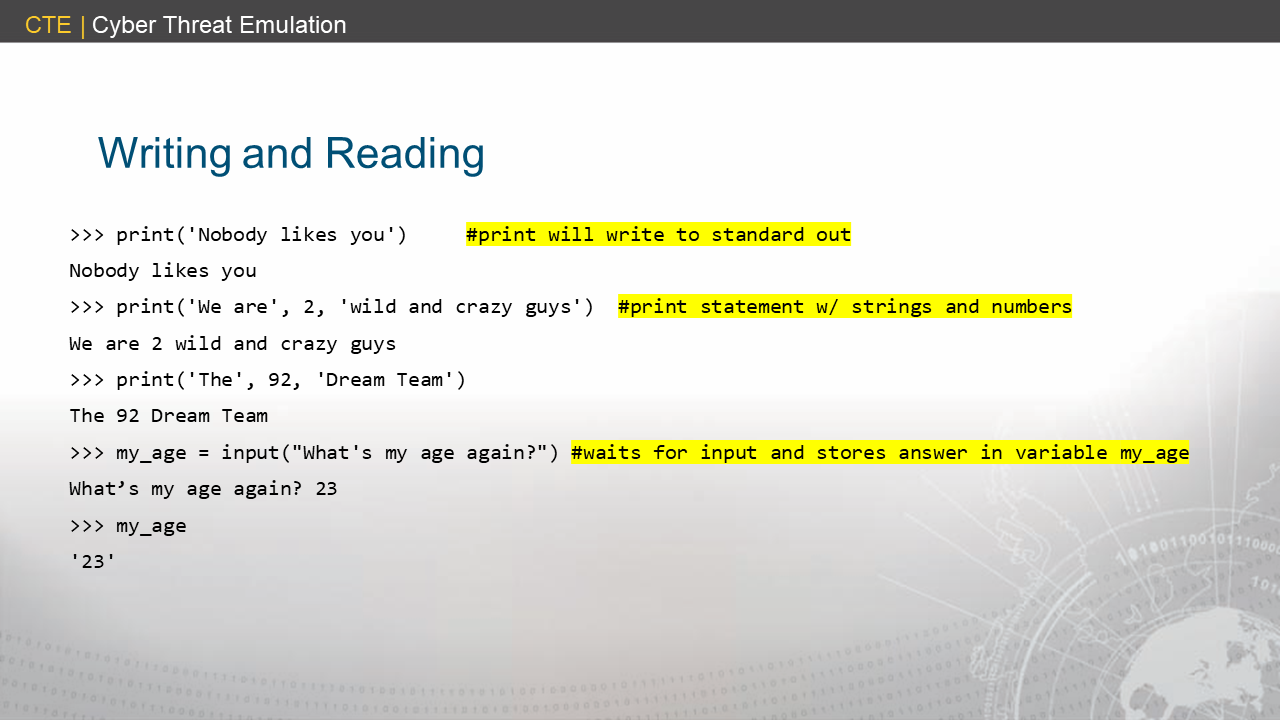 CTE | Cyber Threat Emulation
Writing and Reading
>>> print('Nobody likes you')     #print will write to standard out
Nobody likes you
>>> print('We are', 2, 'wild and crazy guys')  #print statement w/ strings and numbers
We are 2 wild and crazy guys
>>> print('The', 92, 'Dream Team')
The 92 Dream Team
>>> my_age = input("What's my age again?") #waits for input and stores answer in variable my_age
What’s my age again? 23
>>> my_age
'23'